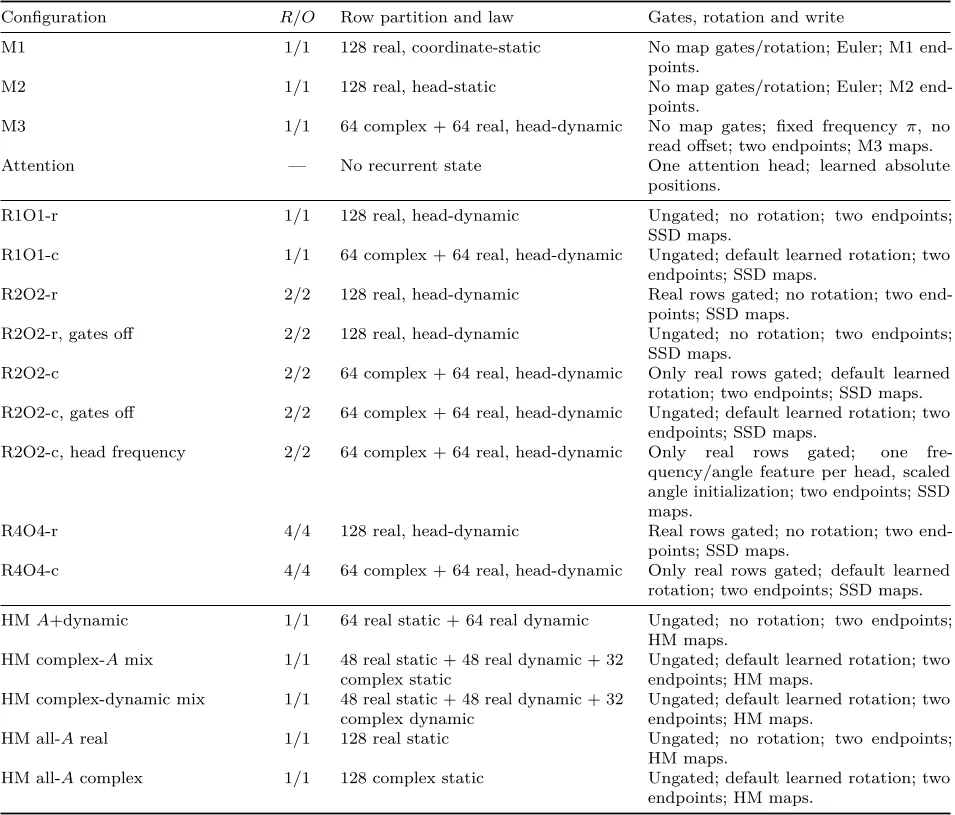 Configuration R/O Row partition and law Gates, rotation and write
M1 1/1 128 real, coordinate-static No map gates/rotation; Euler; M1 end-
points.
M2 1/1 128 real, head-static No map gates/rotation; Euler; M2 end-
points.
M3 1/1 64 complex + 64 real, head-dynamic No map gates; fixed frequency π, no
read offset; two endpoints; M3 maps.
Attention — No recurrent state One attention head; learned absolute
positions.
R1O1-r 1/1 128 real, head-dynamic Ungated; no rotation; two endpoints;
SSD maps.
R1O1-c 1/1 64 complex + 64 real, head-dynamic Ungated; default learned rotation; two
endpoints; SSD maps.
R2O2-r 2/2 128 real, head-dynamic Real rows gated; no rotation; two end-
points; SSD maps.
R2O2-r, gates off 2/2 128 real, head-dynamic Ungated; no rotation; two endpoints;
SSD maps.
R2O2-c 2/2 64 complex + 64 real, head-dynamic Only real rows gated; default learned
rotation; two endpoints; SSD maps.
R2O2-c, gates off 2/2 64 complex + 64 real, head-dynamic Ungated; default learned rotation; two
endpoints; SSD maps.
R2O2-c, head frequency 2/2 64 complex + 64 real, head-dynamic Only real rows gated; one fre-
quency/angle feature per head, scaled
angle initialization; two endpoints; SSD
maps.
R4O4-r 4/4 128 real, head-dynamic Real rows gated; no rotation; two end-
points; SSD maps.
R4O4-c 4/4 64 complex + 64 real, head-dynamic Only real rows gated; default learned
rotation; two endpoints; SSD maps.
HM A+dynamic 1/1 64 real static + 64 real dynamic Ungated; no rotation; two endpoints;
HM maps.
HM complex-A mix 1/1 48 real static + 48 real dynamic + 32 Ungated; default learned rotation; two
complex static endpoints; HM maps.
HM complex-dynamic mix 1/1 48 real static + 48 real dynamic + 32 Ungated; default learned rotation; two
complex dynamic endpoints; HM maps.
HM all-A real 1/1 128 real static Ungated; no rotation; two endpoints;
HM maps.
HM all-A complex 1/1 128 complex static Ungated; default learned rotation; two
endpoints; HM maps.